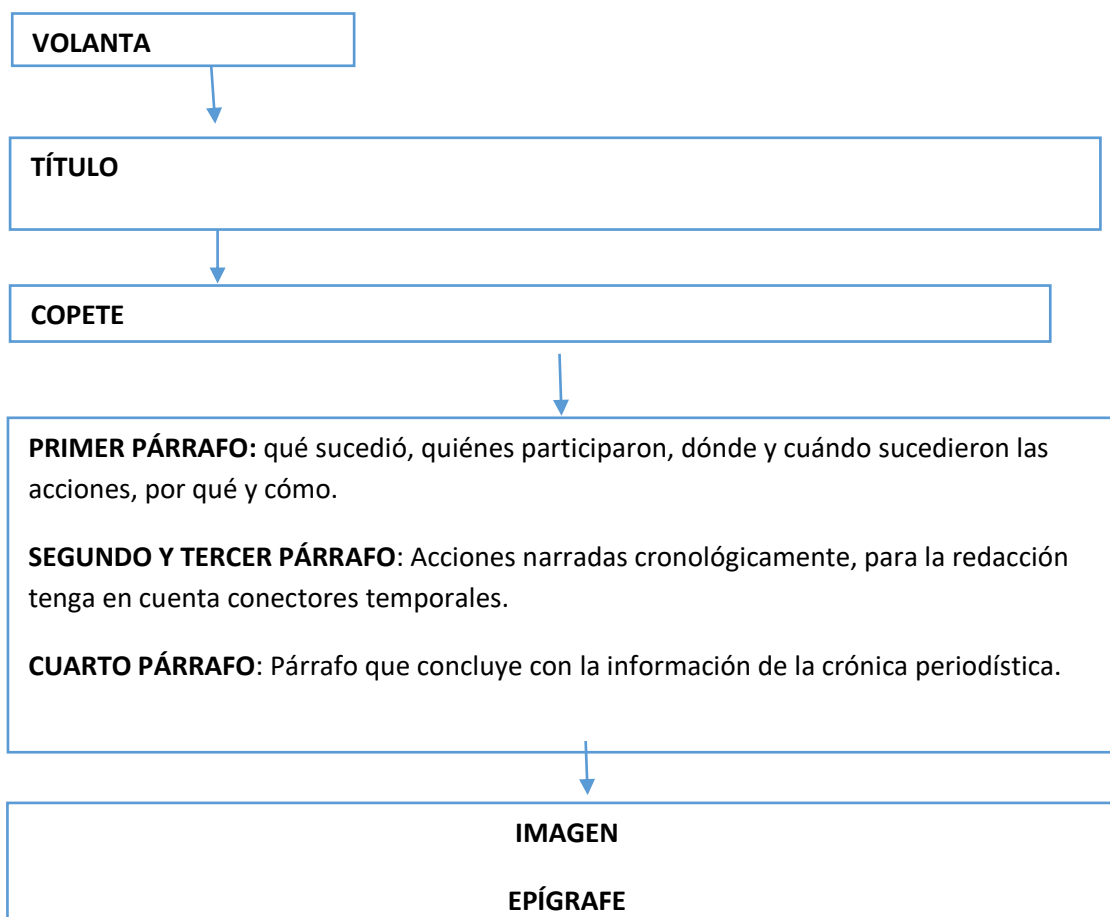 VOLANTA
TÍTULO
COPETE
PRIMER PÁRRAFO: qué sucedió, quiénes participaron, dónde y cuándo sucedieron las
acciones, por qué y cómo.
SEGUNDO Y TERCER PÁRRAFO: Acciones narradas cronológicamente, para la redacción
tenga en cuenta conectores temporales.
CUARTO PÁRRAFO: Párrafo que concluye con la información de la crónica periodística.
IMAGEN
EPÍGRAFE